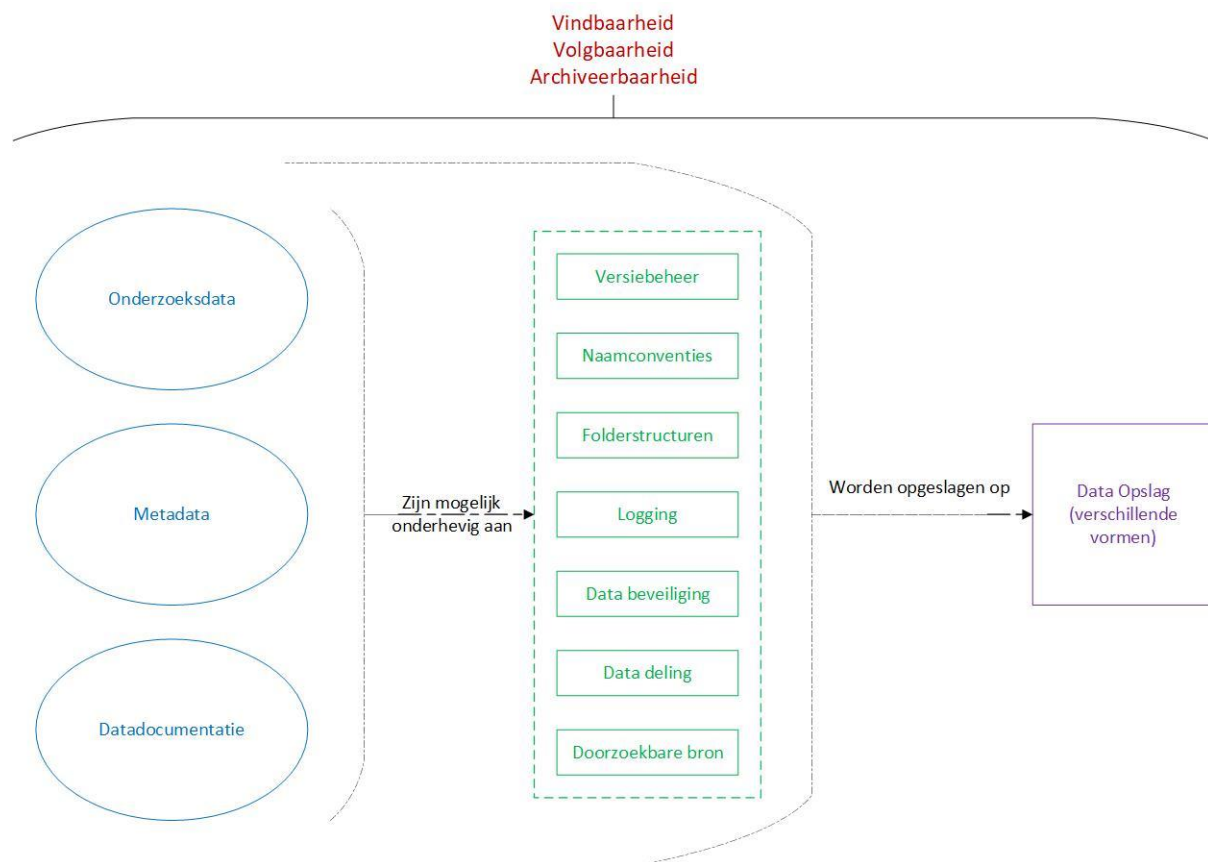 Vindbaarheid
Volgbaarheid
Archiveerbaarheid
Onderzoeksdata
Metadata
Datadocumentatie
Zijn mogelijk
onderhevig aan
Versiebeheer
Naamconventies
Folderstructuren
Logging
Data beveiliging
Data deling
Doorzoekbare bron
Worden opgeslagen op
Data Opslag
(verschillende
vormen)